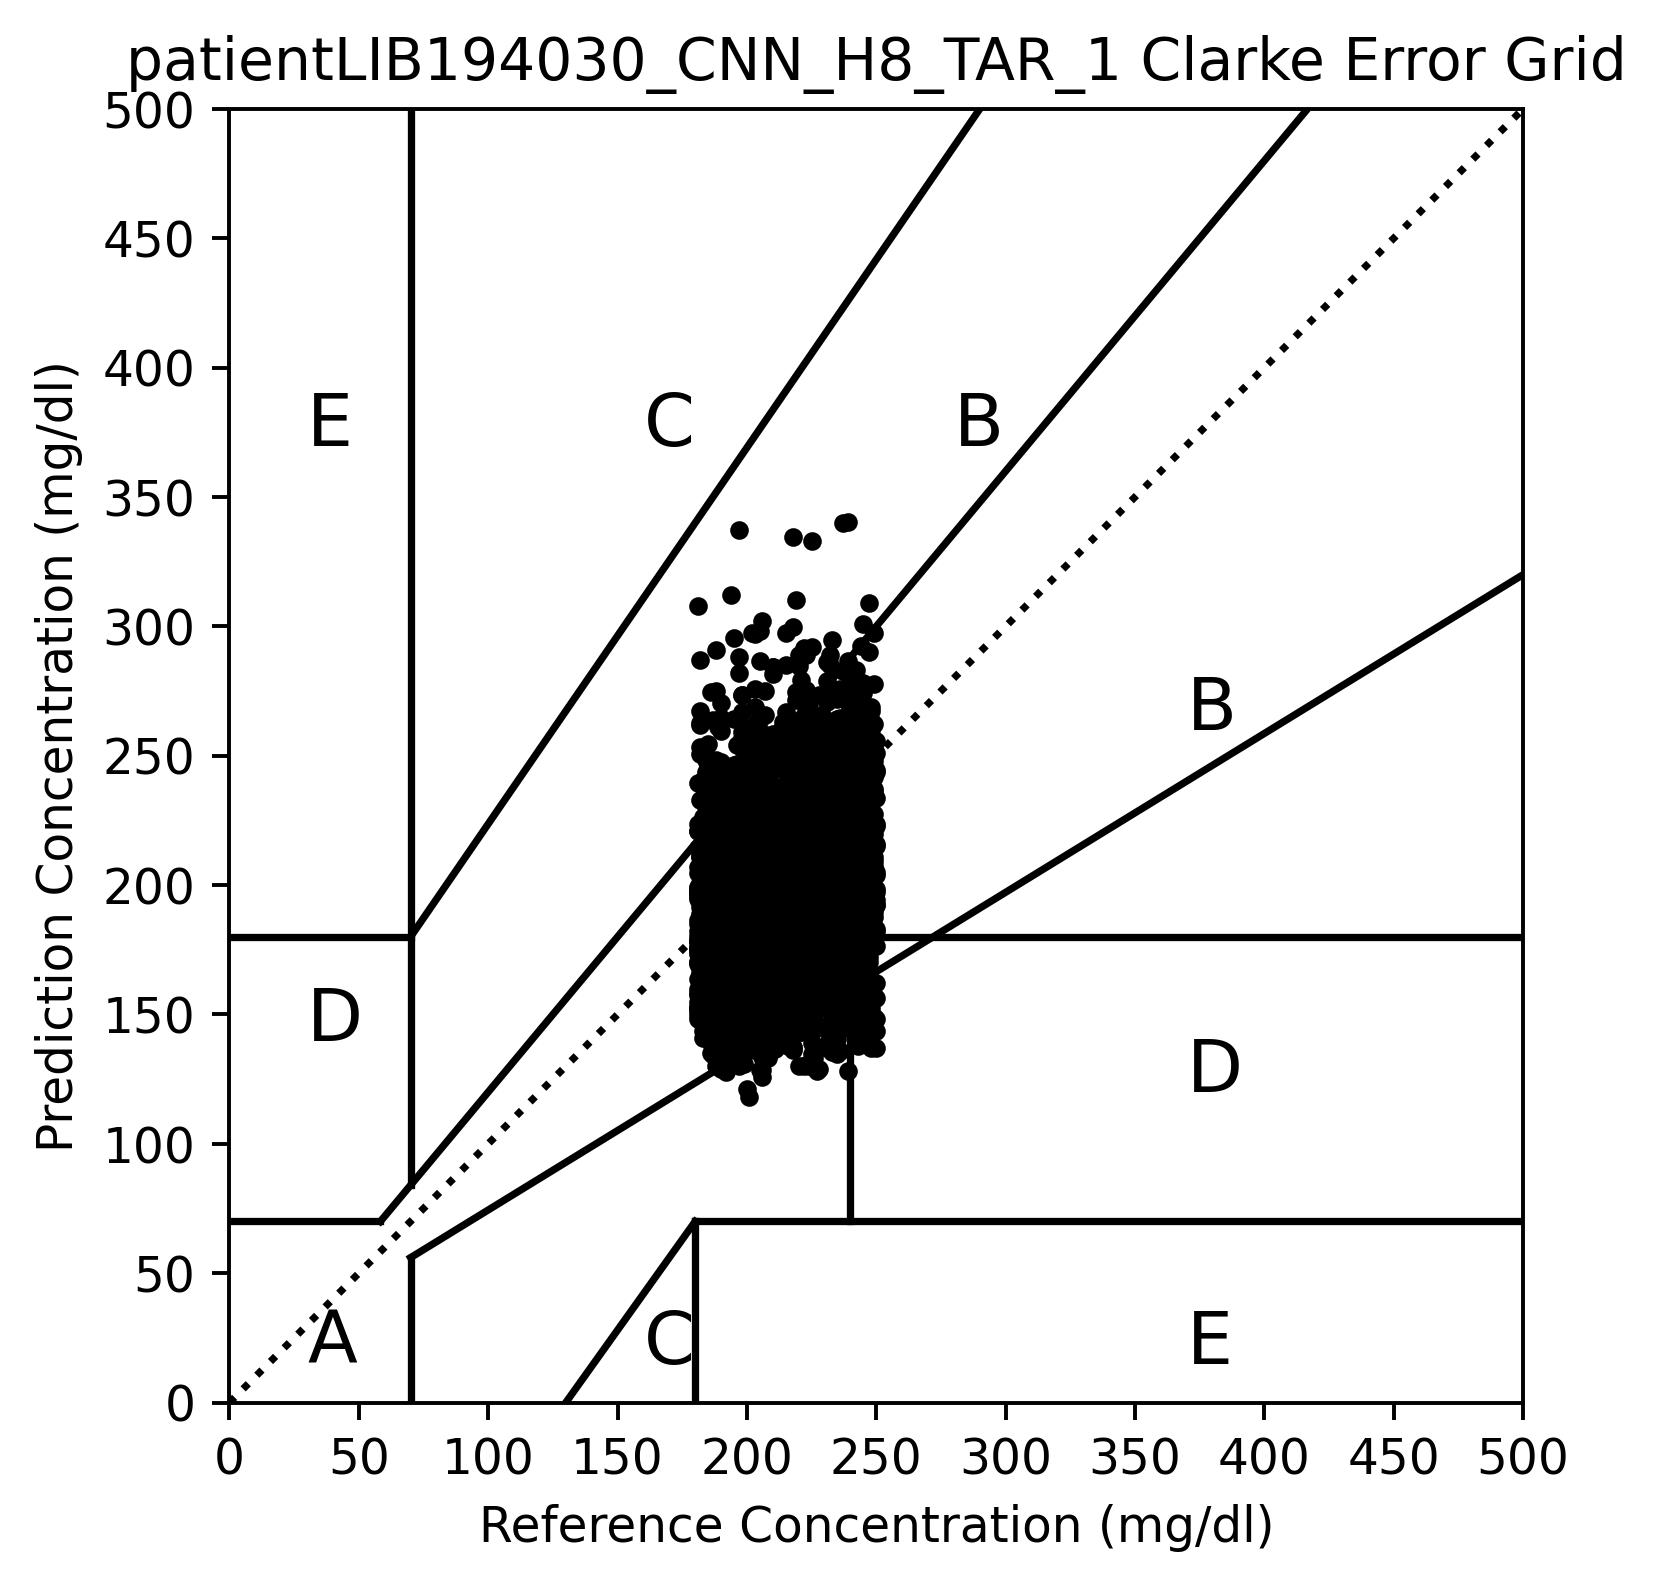 patientLIB194030_CNN_H8_TAR_1 Clarke Error Grid
500
450
400
350
300
250
200
150
100
50
0
Prediction Concentration (mg/dl)
E
C
B
B
D
D
A
C
E
0 50 100 150 200 250 300 350 400 450 500
Reference Concentration (mg/dl)